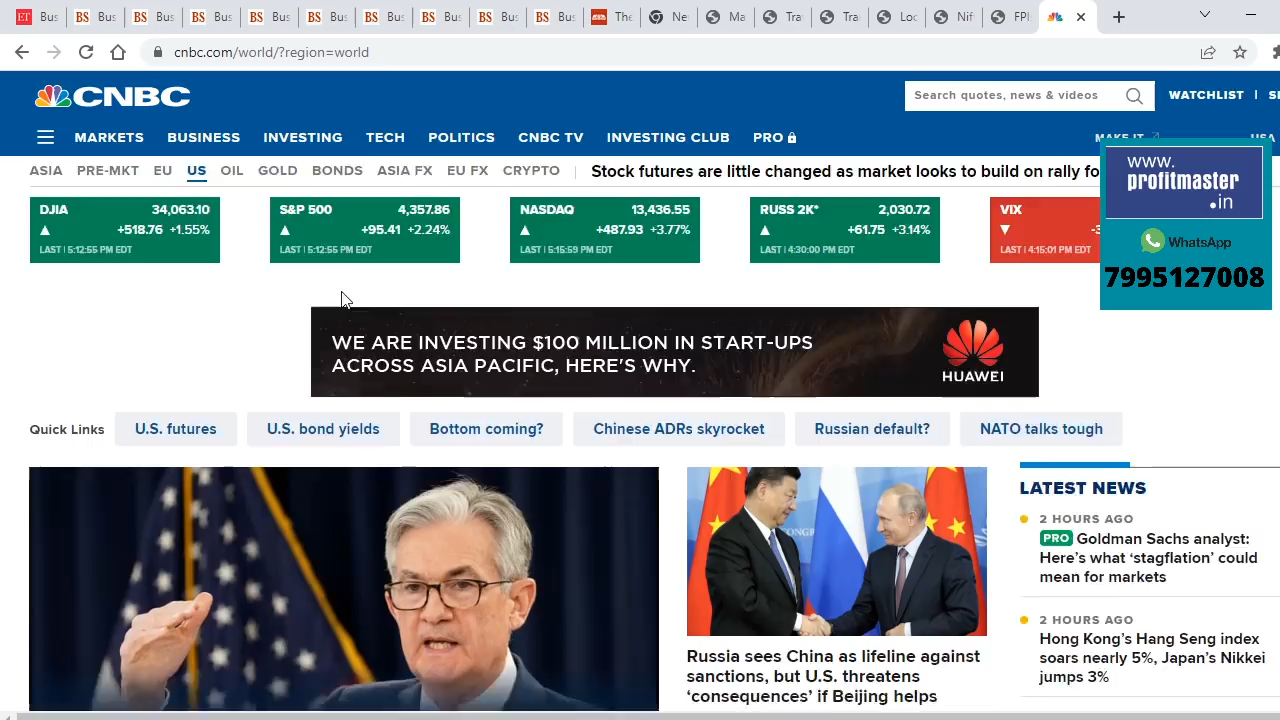 Bus Bus Bus Bus Bus Bus Bus Bus Bus Bus The Ne Ma Tra Tra Loc Nif FP
cnbc.com/world/?region=world
CNBC
Search quotes, news & videos
WATCHLIST
MARKETS BUSINESS INVESTING TECH POLITICS CNBC TV INVESTING CLUB PRO
MAKE IT USA
ASIA PRE-MKT EU US OIL GOLD BONDS ASIA FX EU FX CRYPTO
Stock futures are little changed as market looks to build on rally fo
DJIA 34,063.10
+518.76 +1.55%
LAST | 5:12:55 PM EDT
S&P 500 4,357.86
+95.41 +2.24%
LAST | 5:12:55 PM EDT
NASDAQ 13,436.55
+487.93 +3.77%
LAST | 5:15:59 PM EDT
RUSS 2K* 2,030.72
+61.75 +3.14%
LAST | 4:30:00 PM EDT
VIX
LAST | 4:15:01 PM EDT
www.
profitmaster
.in
WhatsApp
7995127008
WE ARE INVESTING $100 MILLION IN START-UPS
ACROSS ASIA PACIFIC, HERE'S WHY.
HUAWEI
Quick Links U.S. futures U.S. bond yields Bottom coming? Chinese ADRs skyrocket Russian default? NATO talks tough
Russia sees China as lifeline against
sanctions, but U.S. threatens
‘consequences’ if Beijing helps
LATEST NEWS
2 HOURS AGO
PRO Goldman Sachs analyst:
Here’s what ‘stagflation’ could
mean for markets
2 HOURS AGO
Hong Kong’s Hang Seng index
soars nearly 5%, Japan’s Nikkei
jumps 3%